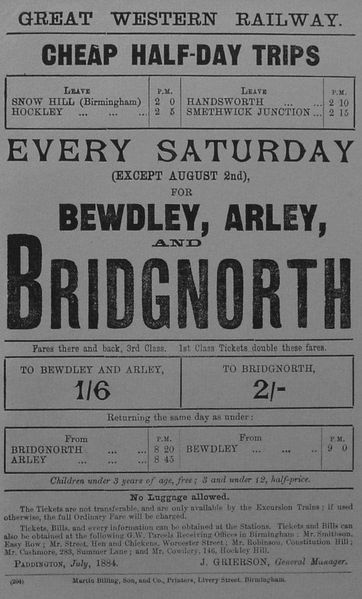 GREAT WESTERN RAILWAY.
CHEAP HALF-DAY TRIPS
LEAVE P.M. LEAVE P.M.
SNOW HILL (Birmingham) 2 0 HANDSWORTH ... ... 2 10
HOCKLEY ... ... ... 2 5 SMETHWICK JUNCTION ... 2 15
EVERY SATURDAY
(EXCEPT AUGUST 2nd),
FOR
BEWDLEY, ARLEY,
AND
BRIDGNORTH
Fares there and back, 3rd Class. 1st Class Tickets double these fares.
TO BEWDLEY AND ARLEY, TO BRIDGNORTH,
1/6 2/-
Returning the same day as under:
From P.M. From P.M.
BRIDGNORTH ... ... 8 20 BEWDLEY ... ... ... 9 0
ARLEY ... ... 8 45
Children under 3 years of age, free; 3 and under 12, half-price.
No Luggage allowed.
The Tickets are not transferable, and are only available by the Excursion Trains; if used
otherwise, the full Ordinary Fare will be charged.
Tickets, Bills, and every information can be obtained at the Stations. Tickets and Bills can
also be obtained at the following G.W. Parcels Receiving Offices in Birmingham: Mr. Smithson,
Easy Row; Mr. Street, Hen and Chickens, Worcester Street; Mr. Robinson, Constitution Hill;
Mr. Cashmore, 283, Summer Lane; and Mr. Cowdery, 146, Hockley Hill.
PADDINGTON, July, 1884. J. GRIERSON, General Manager.
(204) Martin Billing, Son, and Co., Printers, Livery Street, Birmingham.